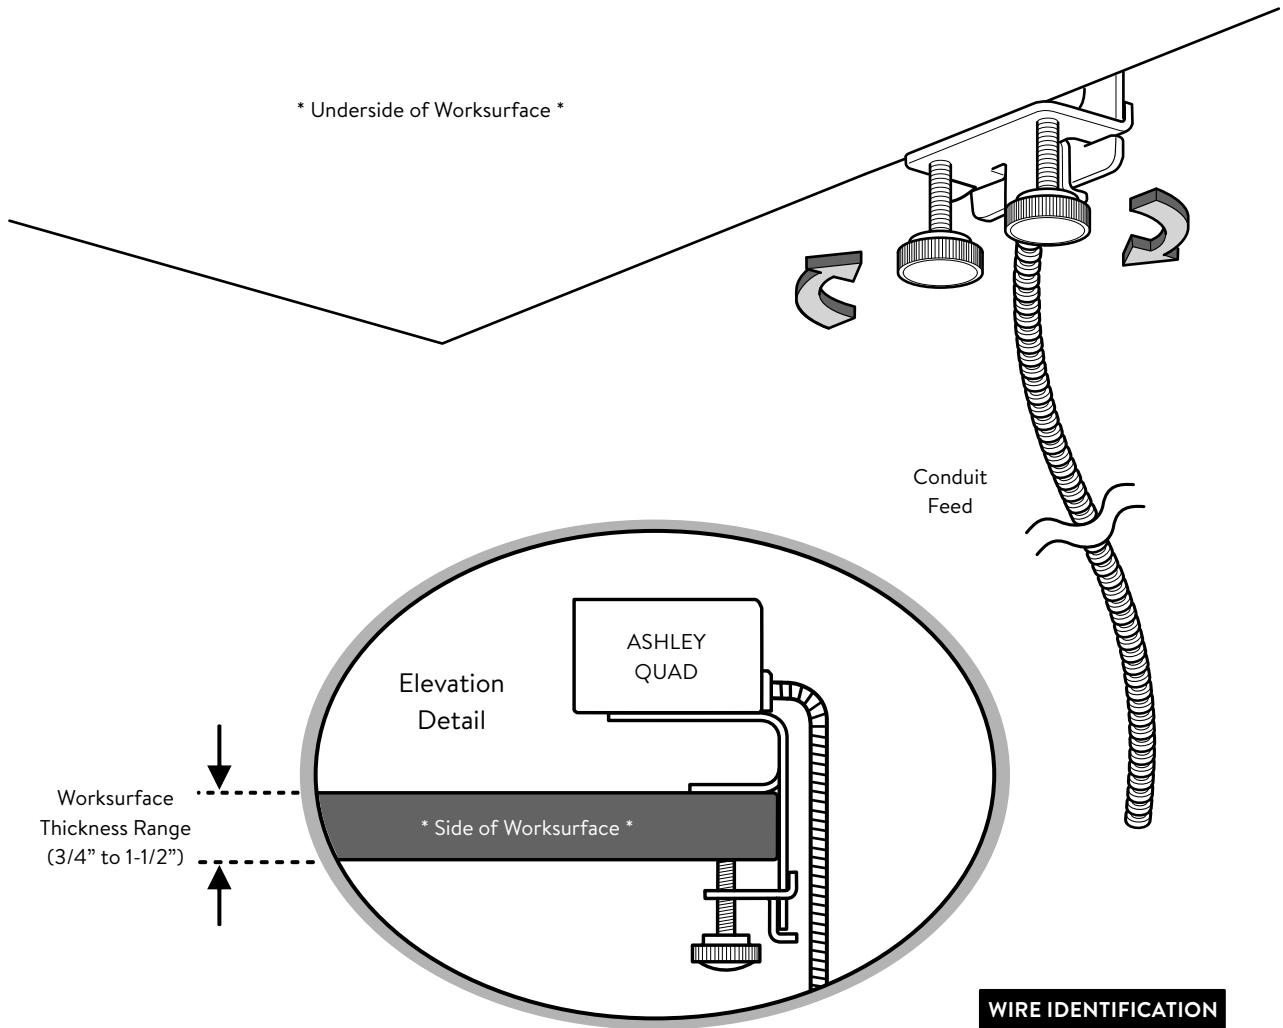 * Underside of Worksurface *
Conduit
Feed
ASHLEY
QUAD
Elevation
Detail
Worksurface
Thickness Range
(3/4” to 1-1/2”)
* Side of Worksurface *
WIRE IDENTIFICATION